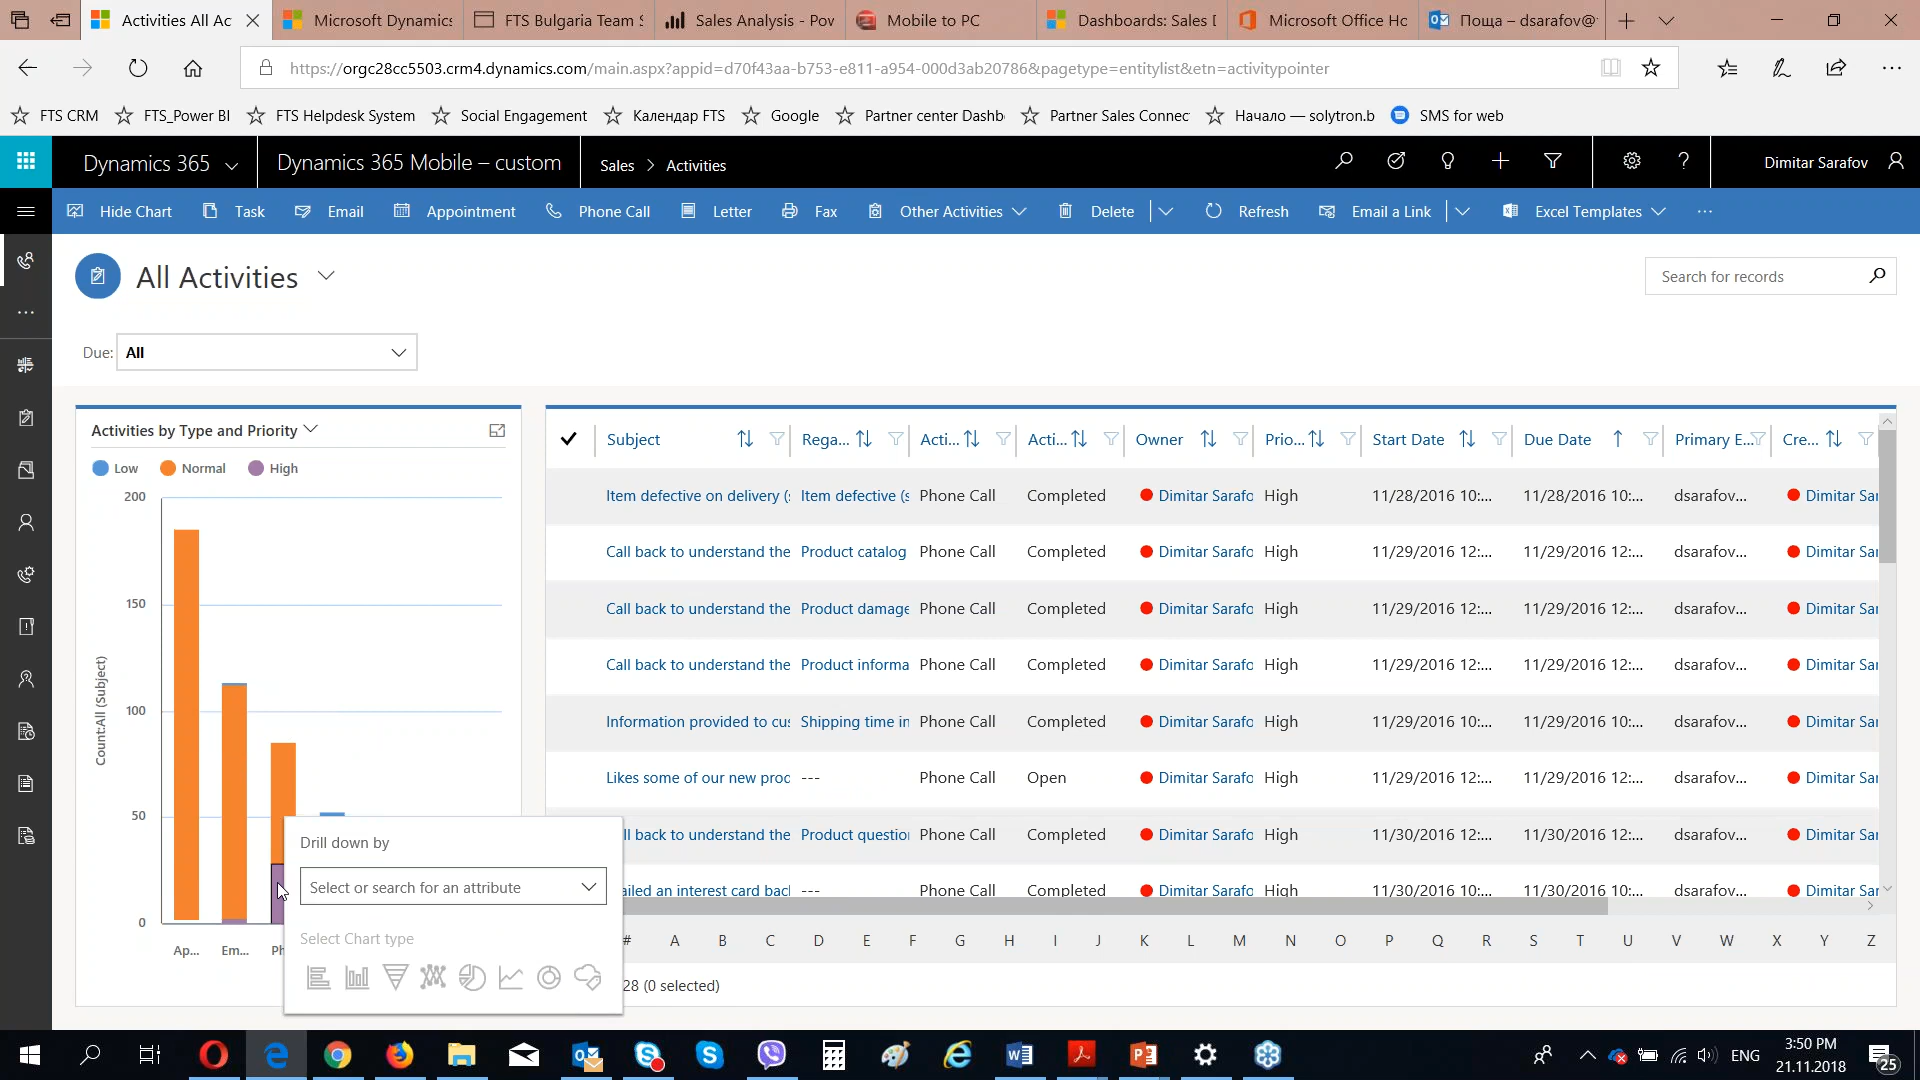 Activities All Ac
Microsoft Dynamics
FTS Bulgaria Team S
Sales Analysis - Pov
Mobile to PC
Dashboards: Sales D
Microsoft Office Ho
Поща – dsarafov@
https://orgc28cc5503.crm4.dynamics.com/main.aspx?appid=d70f43aa-b753-e811-a954-000d3ab20786&pagetype=entitylist&etn=activitypointer
FTS CRM
FTS_Power BI
FTS Helpdesk System
Social Engagement
Календар FTS
Google
Partner center Dashb
Partner Sales Connec
Начало — solytron.b
SMS for web
Dynamics 365
Dynamics 365 Mobile – custom
Sales > Activities
Dimitar Sarafov
Hide Chart
Task
Email
Appointment
Phone Call
Letter
Fax
Other Activities
Delete
Refresh
Email a Link
Excel Templates
All Activities
Search for records
Due: All
Activities by Type and Priority
Low Normal High
200
150
100
50
0
Count:All (Subject)
Ap... Em... Ph
Drill down by
Select or search for an attribute
Select Chart type
Subject Rega... Acti... Acti... Owner Prio... Start Date Due Date Primary E... Cre...
Item defective on delivery (s Item defective (s Phone Call Completed Dimitar Sarafo High 11/28/2016 10:... 11/28/2016 10:... dsarafov... Dimitar Sar
Call back to understand the Product catalog Phone Call Completed Dimitar Sarafo High 11/29/2016 12:... 11/29/2016 12:... dsarafov... Dimitar Sar
Call back to understand the Product damage Phone Call Completed Dimitar Sarafo High 11/29/2016 12:... 11/29/2016 12:... dsarafov... Dimitar Sar
Call back to understand the Product informa Phone Call Completed Dimitar Sarafo High 11/29/2016 12:... 11/29/2016 12:... dsarafov... Dimitar Sar
Information provided to cus Shipping time in Phone Call Completed Dimitar Sarafo High 11/29/2016 10:... 11/29/2016 10:... dsarafov... Dimitar Sar
Likes some of our new proc --- Phone Call Open Dimitar Sarafo High 11/29/2016 12:... 11/29/2016 12:... dsarafov... Dimitar Sar
ll back to understand the Product question Phone Call Completed Dimitar Sarafo High 11/30/2016 12:... 11/30/2016 12:... dsarafov... Dimitar Sar
ailed an interest card bacl --- Phone Call Completed Dimitar Sarafo High 11/30/2016 10:... 11/30/2016 10:... dsarafov... Dimitar Sar
# A B C D E F G H I J K L M N O P Q R S T U V W X Y Z
28 (0 selected)
ENG
3:50 PM
21.11.2018
25